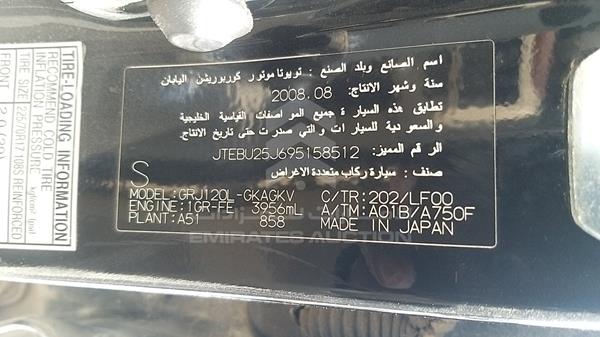 اسم الصانع وبلد الصنع : تويوتا موتور كوربوريشن اليابان
سنة وشهر الانتاج: 2008.08
تطابق هذه السيارة جميع المواصفات القياسية الخليجية
والسعودية للسيارات والتي صدرت حتى تاريخ الانتاج.
الرقم المميز: JTEBU25J695158512
صنف : سيارة ركاب متعددة الاغراض
S
MODEL:GRJ120L-GKAGKV C/TR:202/LF00
ENGINE:1GR-FE 3956mL A/TM:A01B/A750F
PLANT:A51 858 MADE IN JAPAN
EMIRATES AUCTION
TIRE-LOADING INFORMATION
RECOMMEND COLD TIRE
INFLATION PRESSURE kgf/cm²
TIRE SIZE
FRONT